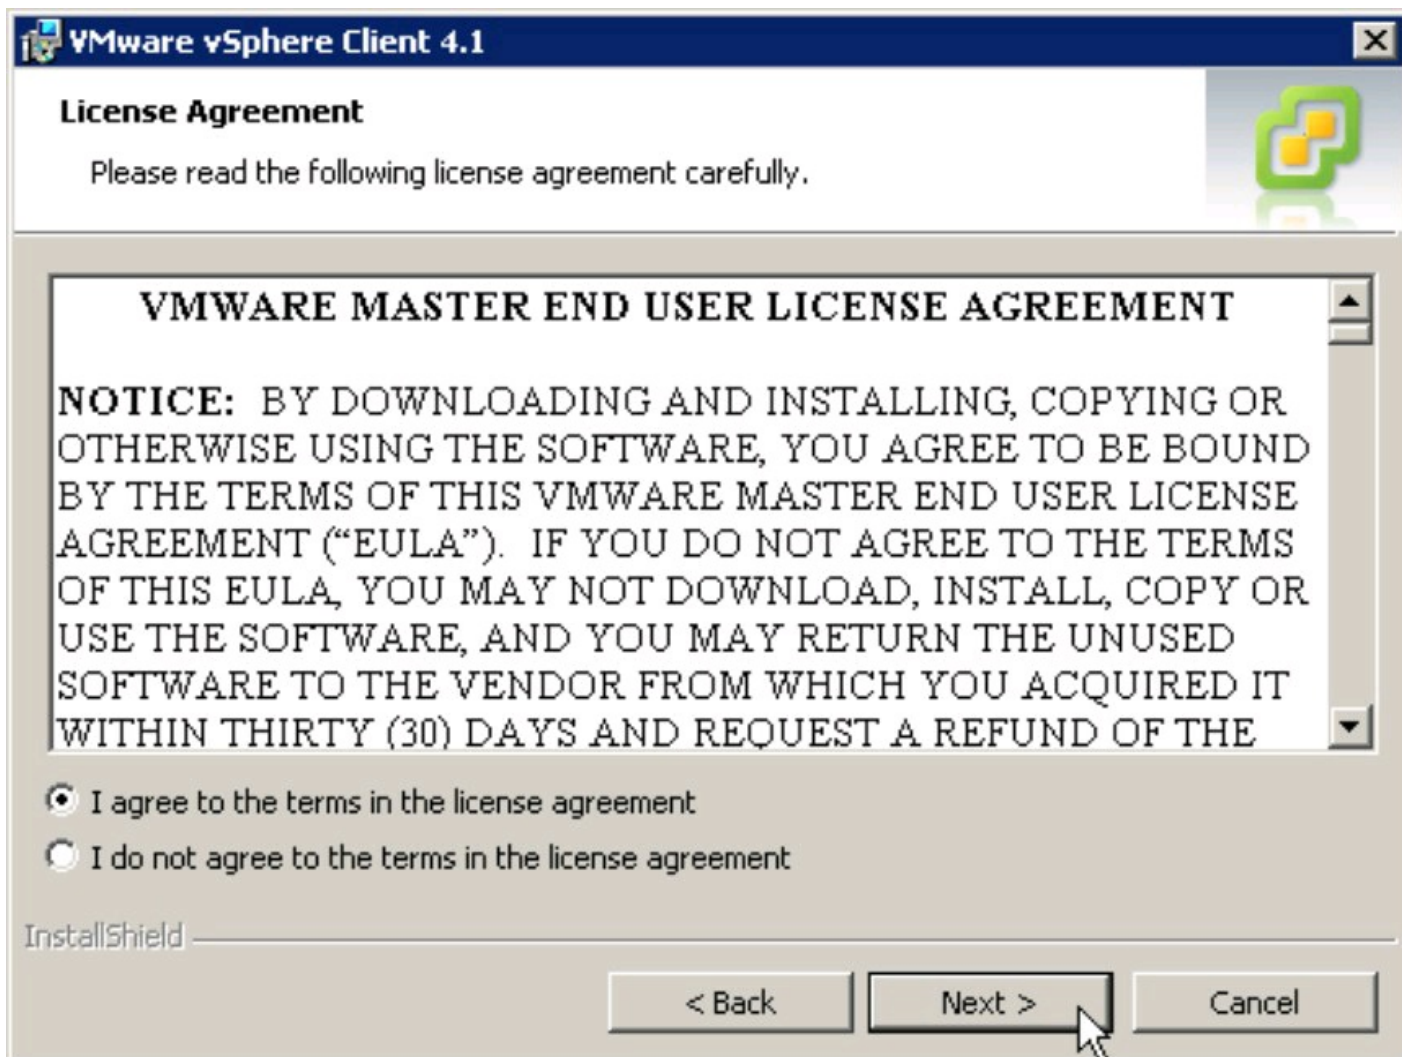 VMware vSphere Client 4.1
License Agreement
Please read the following license agreement carefully.
VMWARE MASTER END USER LICENSE AGREEMENT
NOTICE: BY DOWNLOADING AND INSTALLING, COPYING OR
OTHERWISE USING THE SOFTWARE, YOU AGREE TO BE BOUND
BY THE TERMS OF THIS VMWARE MASTER END USER LICENSE
AGREEMENT (“EULA”). IF YOU DO NOT AGREE TO THE TERMS
OF THIS EULA, YOU MAY NOT DOWNLOAD, INSTALL, COPY OR
USE THE SOFTWARE, AND YOU MAY RETURN THE UNUSED
SOFTWARE TO THE VENDOR FROM WHICH YOU ACQUIRED IT
WITHIN THIRTY (30) DAYS AND REQUEST A REFUND OF THE
I agree to the terms in the license agreement
I do not agree to the terms in the license agreement
InstallShield
< Back Next > Cancel